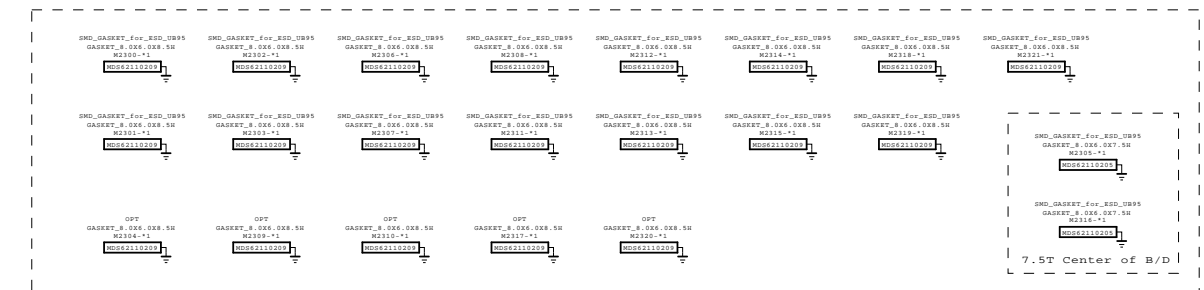 SMD_GASKET_for_ESD_UB95
GASKET_8.0X6.0X8.5H
M2300-*1
MDS62110209
SMD_GASKET_for_ESD_UB95
GASKET_8.0X6.0X8.5H
M2302-*1
MDS62110209
SMD_GASKET_for_ESD_UB95
GASKET_8.0X6.0X8.5H
M2306-*1
MDS62110209
SMD_GASKET_for_ESD_UB95
GASKET_8.0X6.0X8.5H
M2308-*1
MDS62110209
SMD_GASKET_for_ESD_UB95
GASKET_8.0X6.0X8.5H
M2312-*1
MDS62110209
SMD_GASKET_for_ESD_UB95
GASKET_8.0X6.0X8.5H
M2314-*1
MDS62110209
SMD_GASKET_for_ESD_UB95
GASKET_8.0X6.0X8.5H
M2318-*1
MDS62110209
SMD_GASKET_for_ESD_UB95
GASKET_8.0X6.0X8.5H
M2321-*1
MDS62110209
SMD_GASKET_for_ESD_UB95
GASKET_8.0X6.0X8.5H
M2301-*1
MDS62110209
SMD_GASKET_for_ESD_UB95
GASKET_8.0X6.0X8.5H
M2303-*1
MDS62110209
SMD_GASKET_for_ESD_UB95
GASKET_8.0X6.0X8.5H
M2307-*1
MDS62110209
SMD_GASKET_for_ESD_UB95
GASKET_8.0X6.0X8.5H
M2311-*1
MDS62110209
SMD_GASKET_for_ESD_UB95
GASKET_8.0X6.0X8.5H
M2313-*1
MDS62110209
SMD_GASKET_for_ESD_UB95
GASKET_8.0X6.0X8.5H
M2315-*1
MDS62110209
SMD_GASKET_for_ESD_UB95
GASKET_8.0X6.0X8.5H
M2319-*1
MDS62110209
SMD_GASKET_for_ESD_UB95
GASKET_8.0X6.0X7.5H
M2305-*1
MDS62110205
SMD_GASKET_for_ESD_UB95
GASKET_8.0X6.0X7.5H
M2316-*1
MDS62110205
7.5T Center of B/D
OPT
GASKET_8.0X6.0X8.5H
M2304-*1
MDS62110209
OPT
GASKET_8.0X6.0X8.5H
M2309-*1
MDS62110209
OPT
GASKET_8.0X6.0X8.5H
M2310-*1
MDS62110209
OPT
GASKET_8.0X6.0X8.5H
M2317-*1
MDS62110209
OPT
GASKET_8.0X6.0X8.5H
M2320-*1
MDS62110209